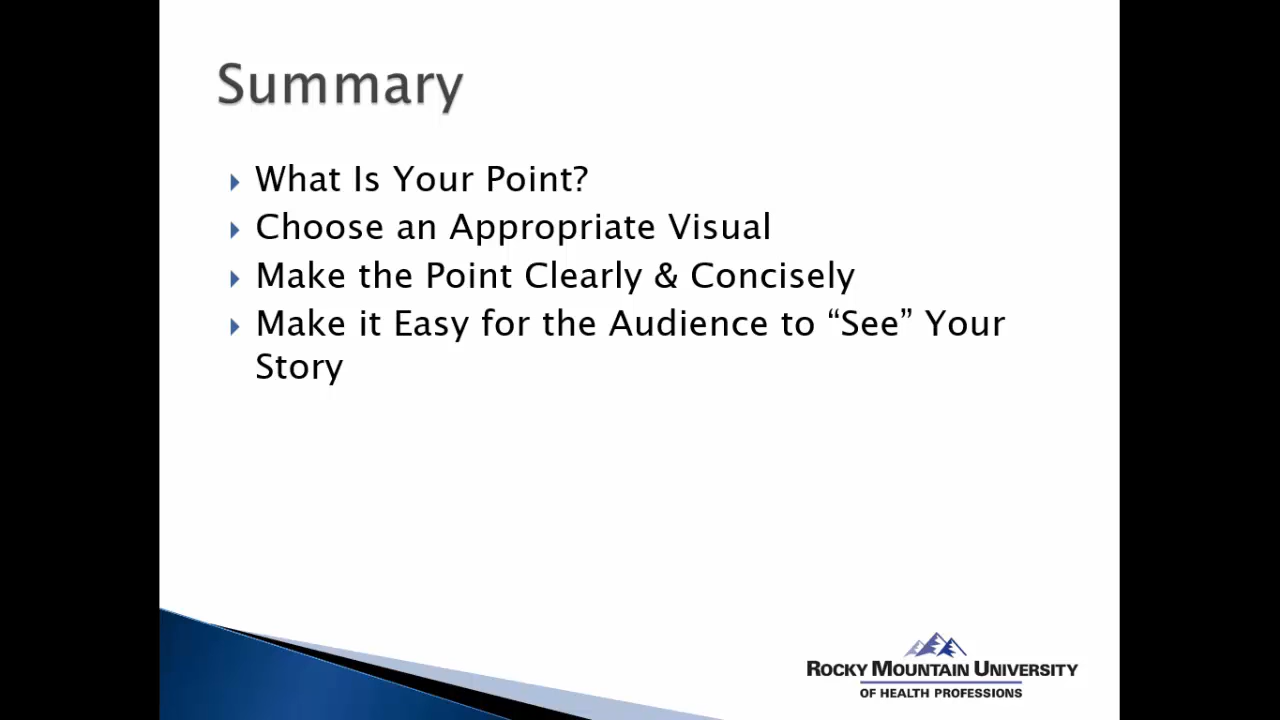 Summary
What Is Your Point?
Choose an Appropriate Visual
Make the Point Clearly & Concisely
Make it Easy for the Audience to “See” Your
Story
ROCKY MOUNTAIN UNIVERSITY
OF HEALTH PROFESSIONS